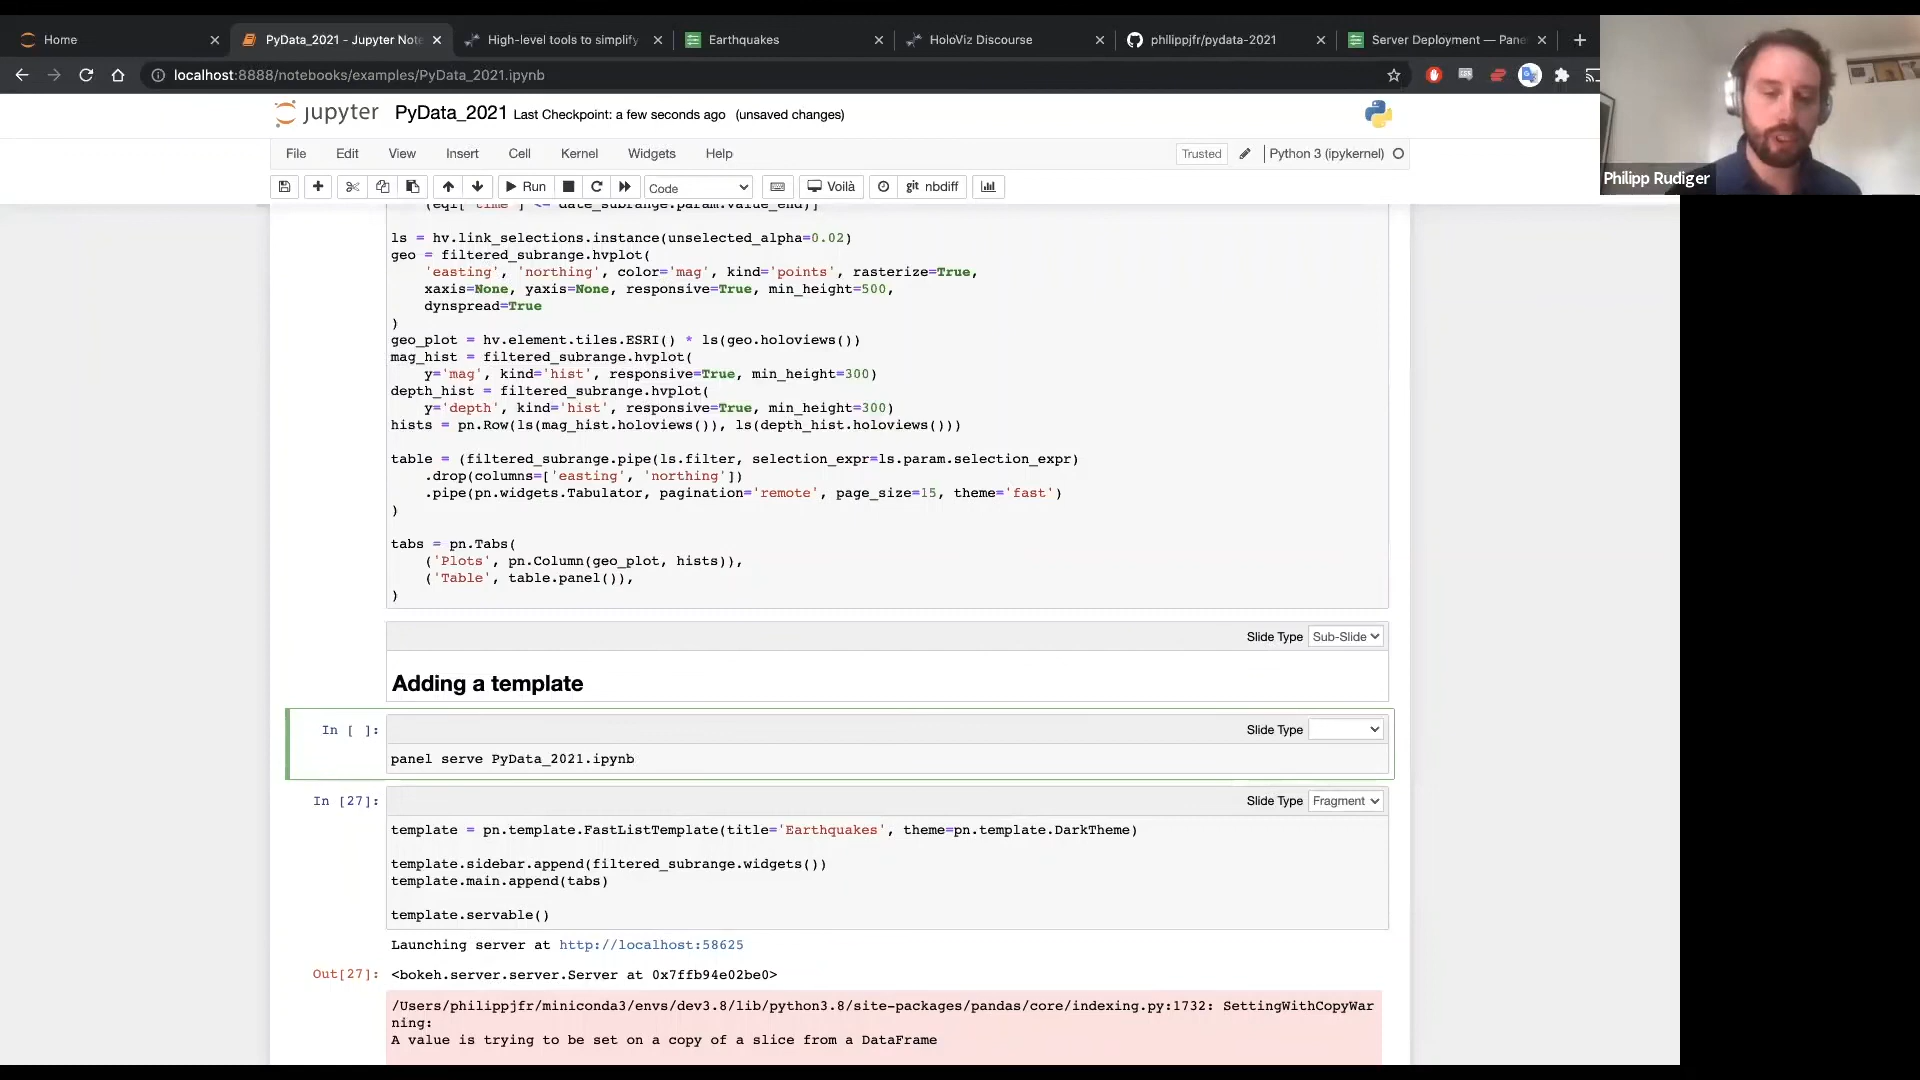 Home
PyData_2021 - Jupyter Note
High-level tools to simplify
Earthquakes
HoloViz Discourse
philippjfr/pydata-2021
Server Deployment — Pane
localhost:8888/notebooks/examples/PyData_2021.ipynb
Philipp Rudiger
jupyter PyData_2021 Last Checkpoint: a few seconds ago (unsaved changes)
File Edit View Insert Cell Kernel Widgets Help Trusted Python 3 (ipykernel)
Run Code Voilà git nbdiff
(eql['time'] <= date_subrange.param.value_end)]
ls = hv.link_selections.instance(unselected_alpha=0.02)
geo = filtered_subrange.hvplot(
'easting', 'northing', color='mag', kind='points', rasterize=True,
xaxis=None, yaxis=None, responsive=True, min_height=500,
dynspread=True
)
geo_plot = hv.element.tiles.ESRI() * ls(geo.holoviews())
mag_hist = filtered_subrange.hvplot(
y='mag', kind='hist', responsive=True, min_height=300)
depth_hist = filtered_subrange.hvplot(
y='depth', kind='hist', responsive=True, min_height=300)
hists = pn.Row(ls(mag_hist.holoviews()), ls(depth_hist.holoviews()))
table = (filtered_subrange.pipe(ls.filter, selection_expr=ls.param.selection_expr)
.drop(columns=['easting', 'northing'])
.pipe(pn.widgets.Tabulator, pagination='remote', page_size=15, theme='fast')
)
tabs = pn.Tabs(
('Plots', pn.Column(geo_plot, hists)),
('Table', table.panel()),
)
Slide Type Sub-Slide
Adding a template
In [ ]:
Slide Type
panel serve PyData_2021.ipynb
In [27]:
Slide Type Fragment
template = pn.template.FastListTemplate(title='Earthquakes', theme=pn.template.DarkTheme)
template.sidebar.append(filtered_subrange.widgets())
template.main.append(tabs)
template.servable()
Launching server at http://localhost:58625
Out[27]: <bokeh.server.server.Server at 0x7ffb94e02be0>
/Users/philippjfr/miniconda3/envs/dev3.8/lib/python3.8/site-packages/pandas/core/indexing.py:1732: SettingWithCopyWar
ning:
A value is trying to be set on a copy of a slice from a DataFrame